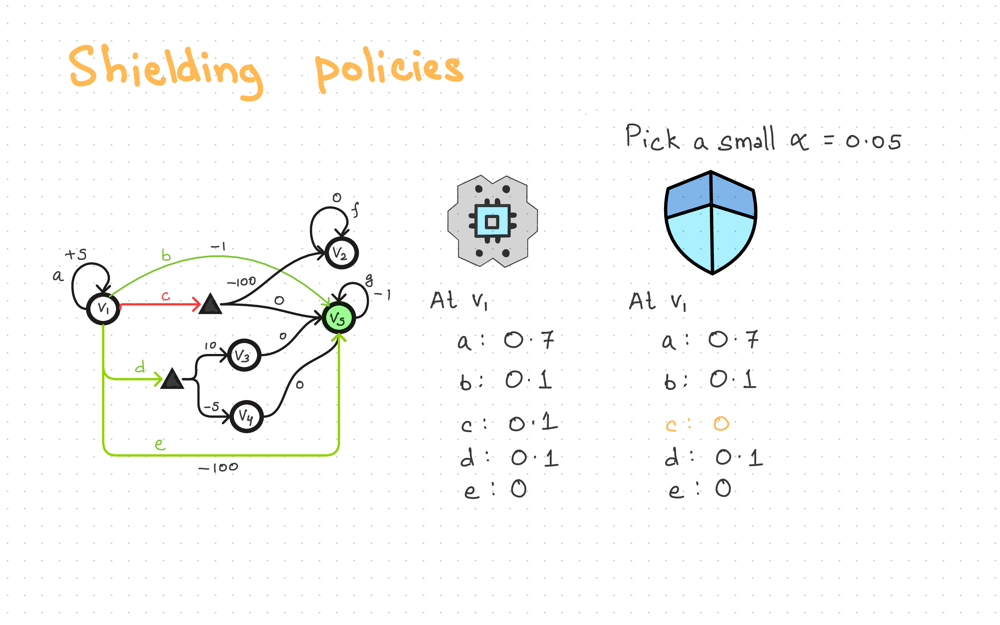 Shielding policies
Pick a small α = 0.05
0
f
V2
+5
a
b
-1
-100
c
V1
0
g
-1
V5
10
V3
0
d
-5
V4
0
e
-100
At V1
a: 0.7
b: 0.1
c: 0.1
d: 0.1
e: 0
At V1
a: 0.7
b: 0.1
c: 0
d: 0.1
e: 0